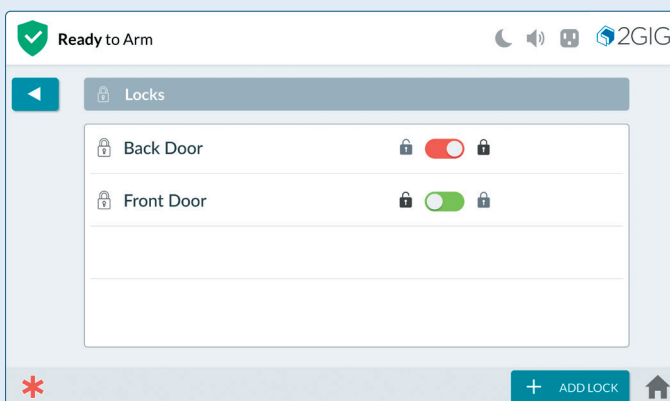 Ready to Arm
2GIG
Locks
Back Door
Front Door
+ ADD LOCK